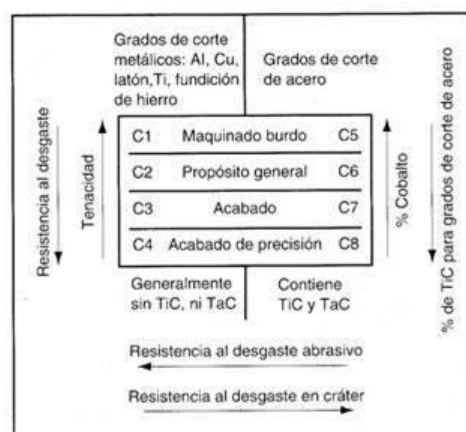 Grados de corte
metálicos: Al, Cu,
latón,Ti, fundición
de hierro
Grados de corte
de acero
Resistencia al desgaste
Tenacidad
C1 Maquinado burdo C5
C2 Propósito general C6
C3 Acabado C7
C4 Acabado de precisión C8
% Cobalto
% de TiC para grados de corte de acero
Generalmente
sin TiC, ni TaC
Contiene
TiC y TaC
Resistencia al desgaste abrasivo
Resistencia al desgaste en cráter